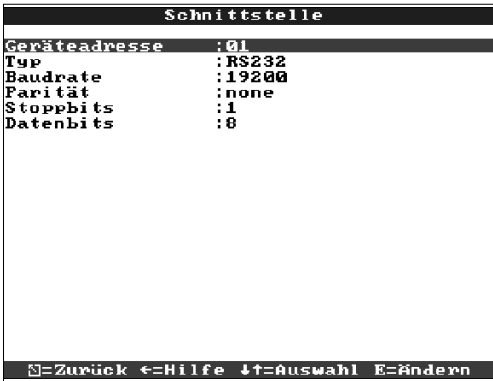 Schnittstelle
Geräteadresse :01
Typ :RS232
Baudrate :19200
Parität :none
Stoppbits :1
Datenbits :8
=Zurück ←=Hilfe ↓↑=Auswahl E=Ändern